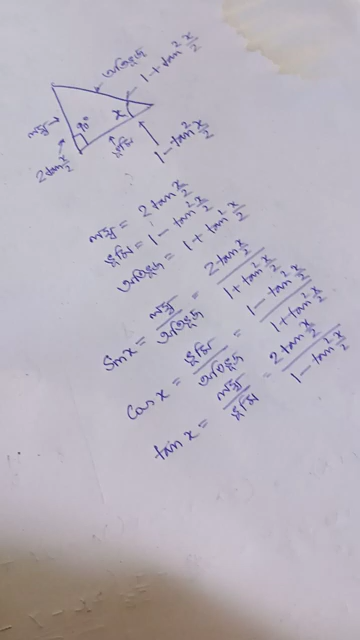 অতিভুজ
1 + tan² x/2
লম্ব →
90°
x
ভূমি
2 tan x/2
1 - tan² x/2
লম্ব = 2 tan x/2
ভূমি = 1 - tan² x/2
অতিভুজ = 1 + tan² x/2
Sin x = লম্ব/অতিভুজ = 2 tan x/2 / 1 + tan² x/2
Cos x = ভূমি/অতিভুজ = 1 - tan² x/2 / 1 + tan² x/2
tan x = লম্ব/ভূমি = 2 tan x/2 / 1 - tan² x/2